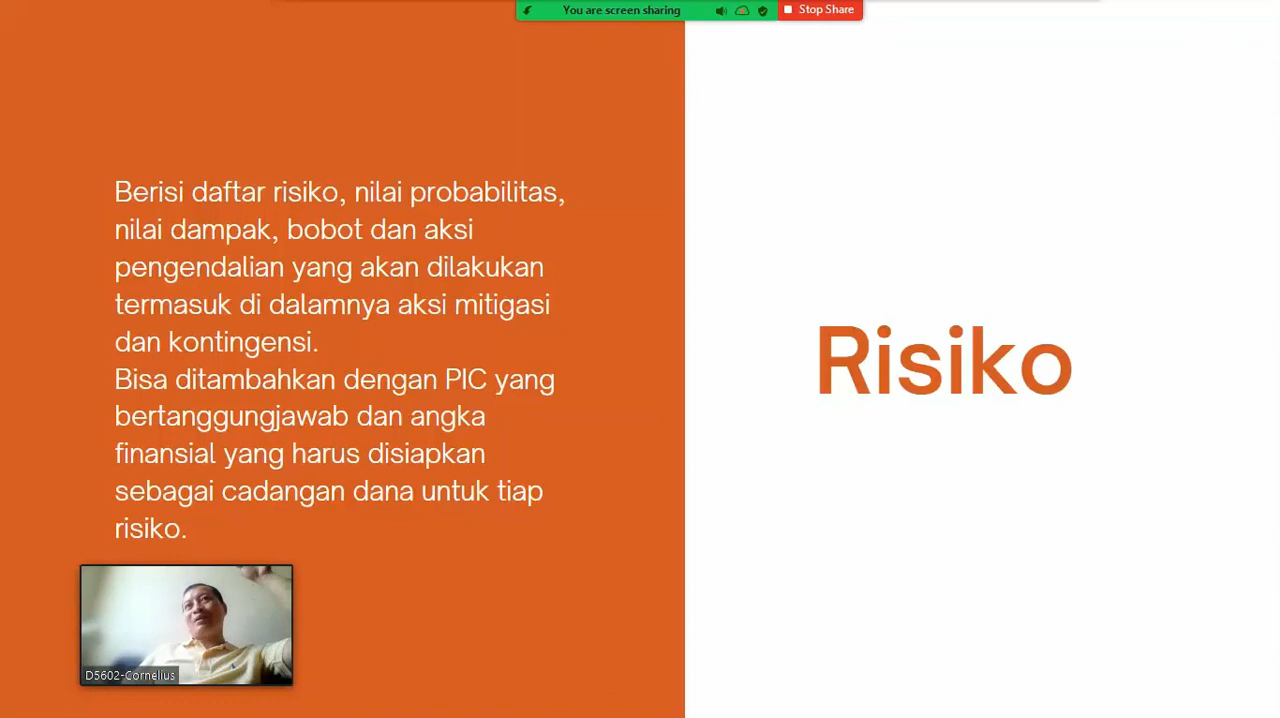 You are screen sharing
Stop Share
Berisi daftar risiko, nilai probabilitas,
nilai dampak, bobot dan aksi
pengendalian yang akan dilakukan
termasuk di dalamnya aksi mitigasi
dan kontingensi.
Bisa ditambahkan dengan PIC yang
bertanggungjawab dan angka
finansial yang harus disiapkan
sebagai cadangan dana untuk tiap
risiko.
Risiko
D5602-Cornelius